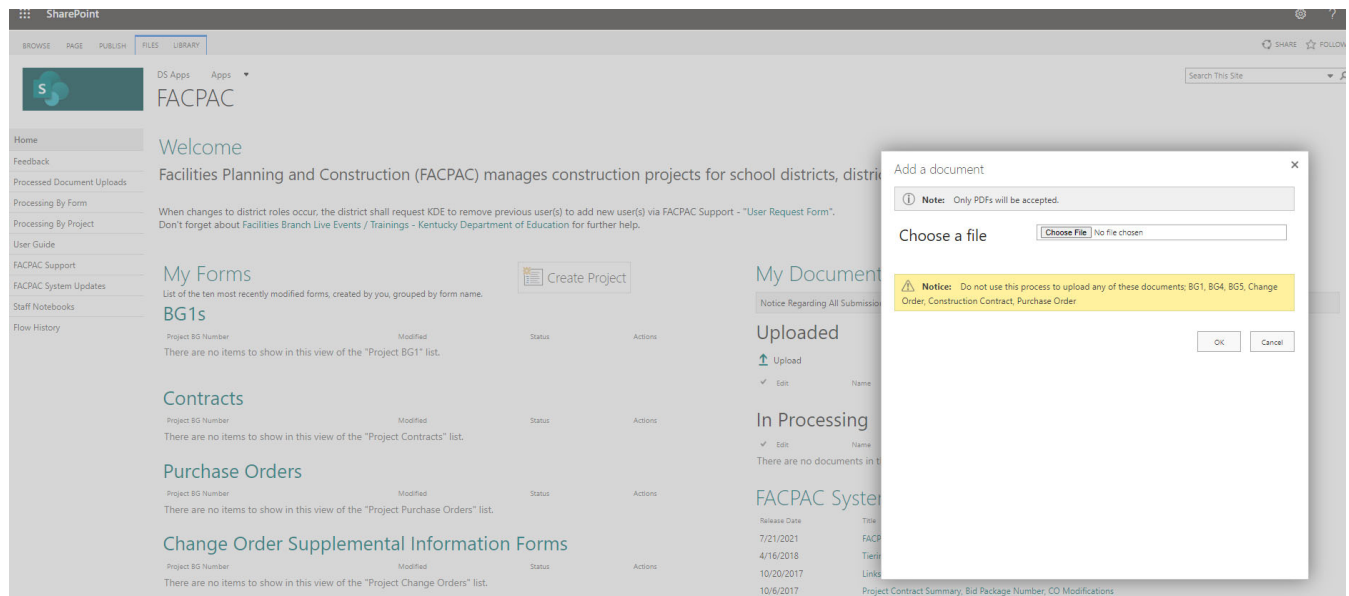 SharePoint
?
BROWSE PAGE PUBLISH FILES LIBRARY
SHARE FOLLOW
S
DS Apps Apps
FACPAC
Search This Site
Home
Feedback
Processed Document Uploads
Processing By Form
Processing By Project
User Guide
FACPAC Support
FACPAC System Updates
Staff Notebooks
Flow History
Welcome
Facilities Planning and Construction (FACPAC) manages construction projects for school districts, distri
When changes to district roles occur, the district shall request KDE to remove previous user(s) to add new user(s) via FACPAC Support - "User Request Form".
Don't forget about Facilities Branch Live Events / Trainings - Kentucky Department of Education for further help.
My Forms
List of the ten most recently modified forms, created by you, grouped by form name.
Create Project
BG1s
Project BG Number Modified Status Actions
There are no items to show in this view of the "Project BG1" list.
Contracts
Project BG Number Modified Status Actions
There are no items to show in this view of the "Project Contracts" list.
Purchase Orders
Project BG Number Modified Status Actions
There are no items to show in this view of the "Project Purchase Orders" list.
Change Order Supplemental Information Forms
Project BG Number Modified Status Actions
There are no items to show in this view of the "Project Change Orders" list.
My Document
Notice Regarding All Submission
Uploaded
Upload
Edit Name
In Processing
Edit Name
There are no documents in t
FACPAC Syste
Release Date Title
7/21/2021 FACP
4/16/2018 Tierin
10/20/2017 Links
10/6/2017 Project Contract Summary, Bid Package Number, CO Modifications
Add a document
Note: Only PDFs will be accepted.
Choose a file
Choose File No file chosen
Notice: Do not use this process to upload any of these documents; BG1, BG4, BG5, Change
Order, Construction Contract, Purchase Order
OK Cancel